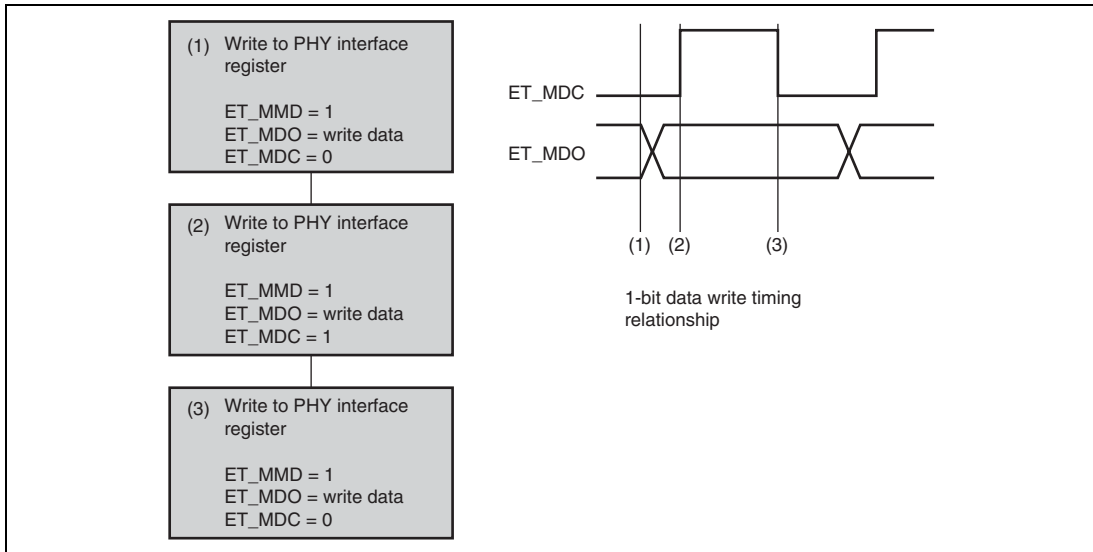 (1) Write to PHY interface
register
ET_MMD = 1
ET_MDO = write data
ET_MDC = 0
(2) Write to PHY interface
register
ET_MMD = 1
ET_MDO = write data
ET_MDC = 1
(3) Write to PHY interface
register
ET_MMD = 1
ET_MDO = write data
ET_MDC = 0
ET_MDC
ET_MDO
(1) (2) (3)
1-bit data write timing
relationship